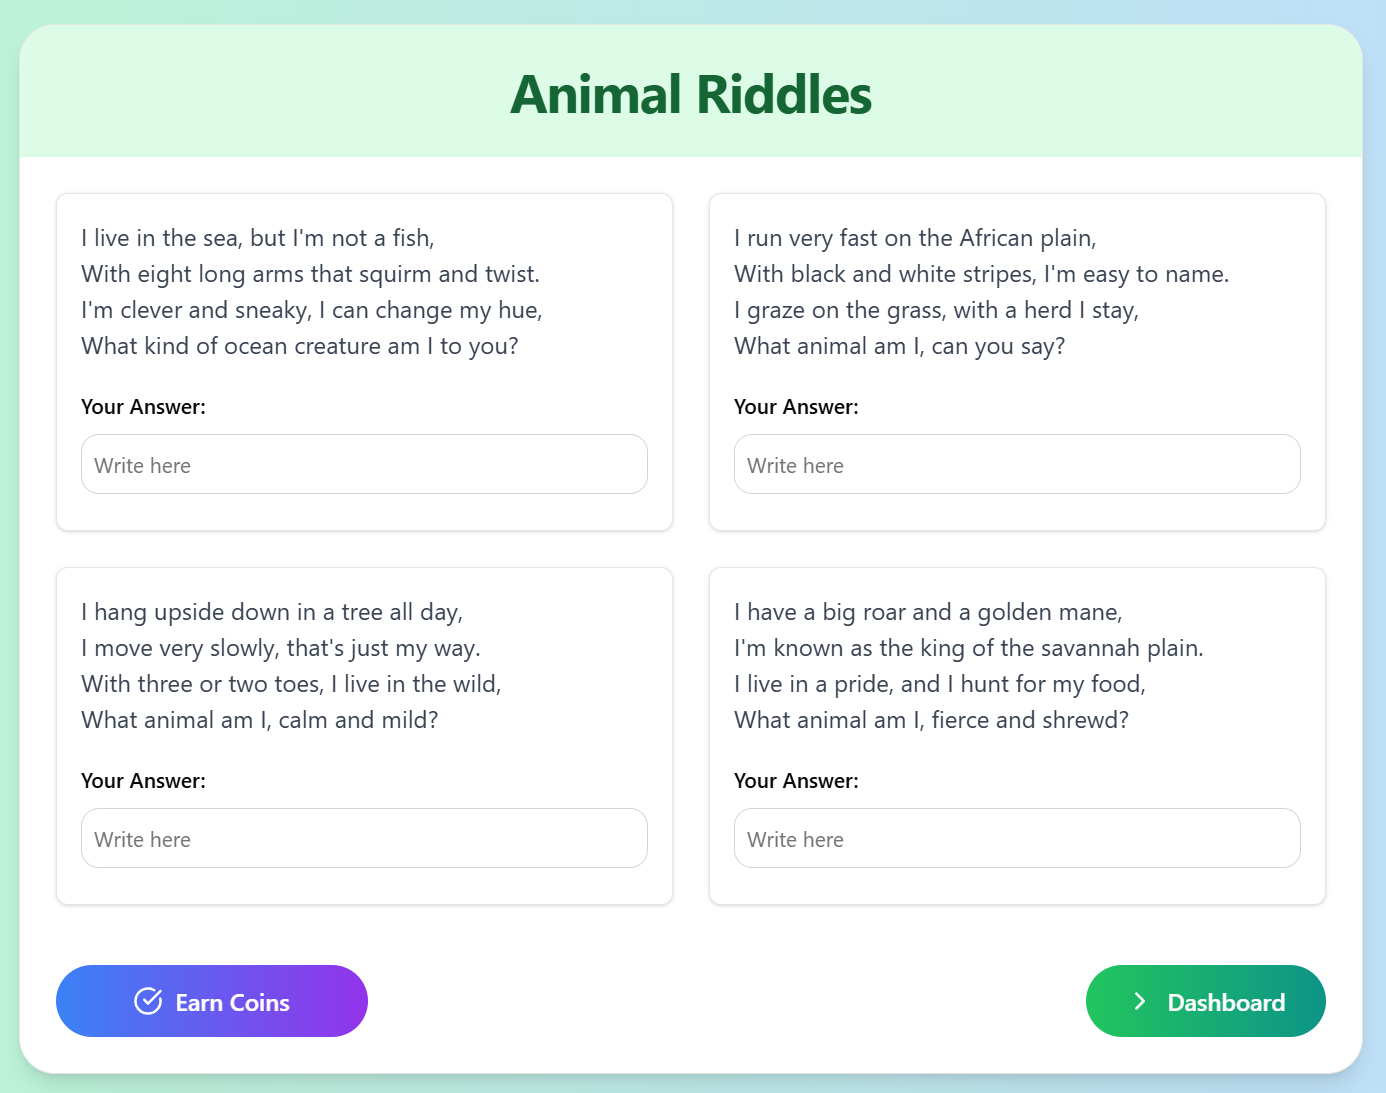 Animal Riddles
I live in the sea, but I'm not a fish,
With eight long arms that squirm and twist.
I'm clever and sneaky, I can change my hue,
What kind of ocean creature am I to you?
Your Answer:
Write here
I run very fast on the African plain,
With black and white stripes, I'm easy to name.
I graze on the grass, with a herd I stay,
What animal am I, can you say?
Your Answer:
Write here
I hang upside down in a tree all day,
I move very slowly, that's just my way.
With three or two toes, I live in the wild,
What animal am I, calm and mild?
Your Answer:
Write here
I have a big roar and a golden mane,
I'm known as the king of the savannah plain.
I live in a pride, and I hunt for my food,
What animal am I, fierce and shrewd?
Your Answer:
Write here
Earn Coins
Dashboard